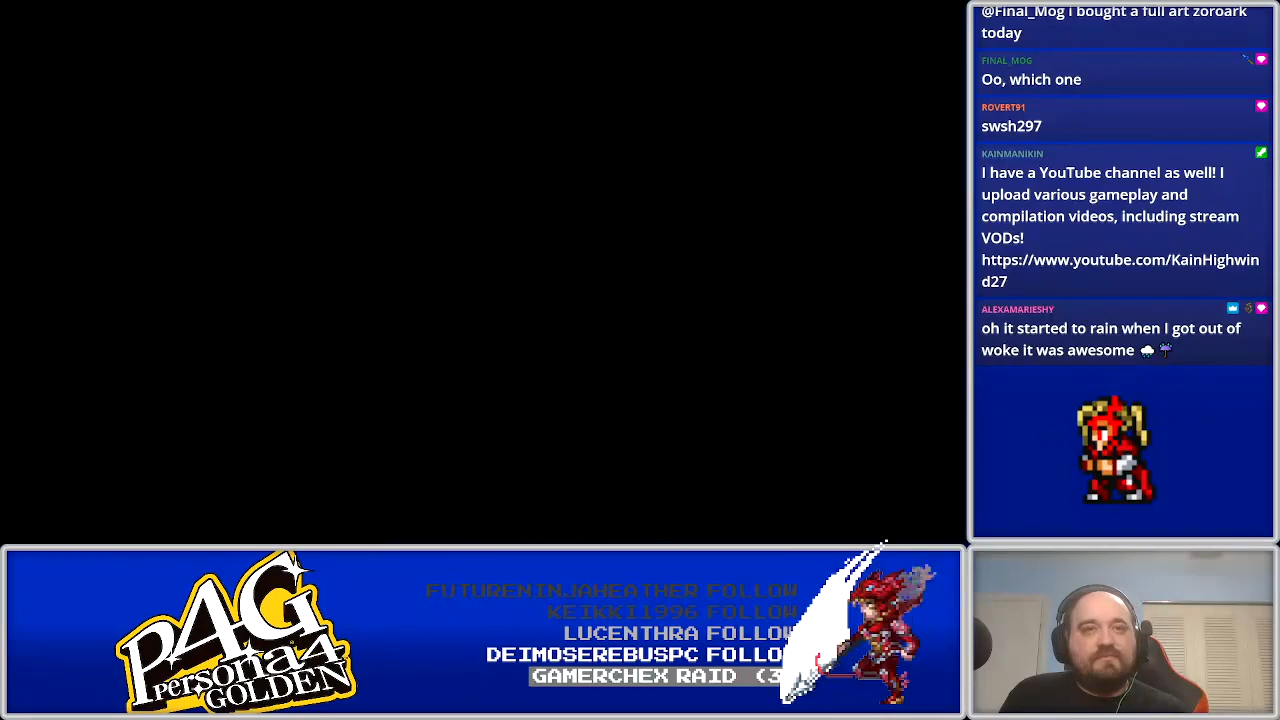 @Final_Mog i bought a full art zoroark
today
FINAL_MOG
Oo, which one
ROVERT91
swsh297
KAINMANIKIN
I have a YouTube channel as well! I
upload various gameplay and
compilation videos, including stream
VODs!
https://www.youtube.com/KainHighwin
d27
ALEXAMARIESHY
oh it started to rain when I got out of
woke it was awesome
P4G
Persona4
GOLDEN
FUTURENINJAHEATHER FOLLOW
KEIKKI1996 FOLLOW
LUCENTHRA FOLLOW
DEIMOSEREBUSPC FOLLO
GAMERCHEX RAID (3